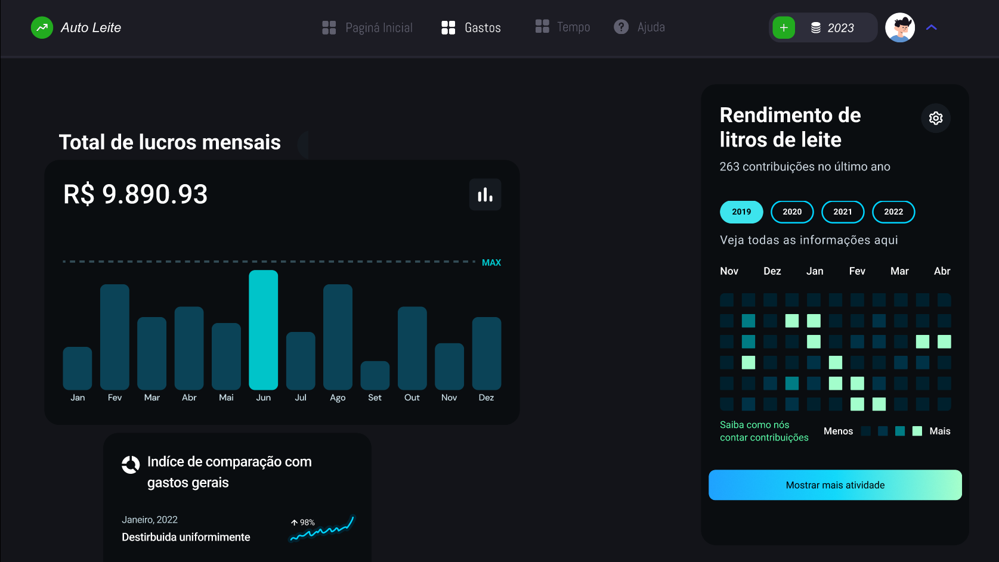 Auto Leite
Paginá Inicial
Gastos
Tempo
Ajuda
+
2023
Total de lucros mensais
R$ 9.890.93
MAX
Jan Fev Mar Abr Mai Jun Jul Ago Set Out Nov Dez
Indíce de comparação com
gastos gerais
Janeiro, 2022
Destirbuida uniformimente
↑ 98%
Rendimento de
litros de leite
263 contribuições no último ano
2019 2020 2021 2022
Veja todas as informações aqui
Nov Dez Jan Fev Mar Abr
Saiba como nós
contar contribuições
Menos Mais
Mostrar mais atividade